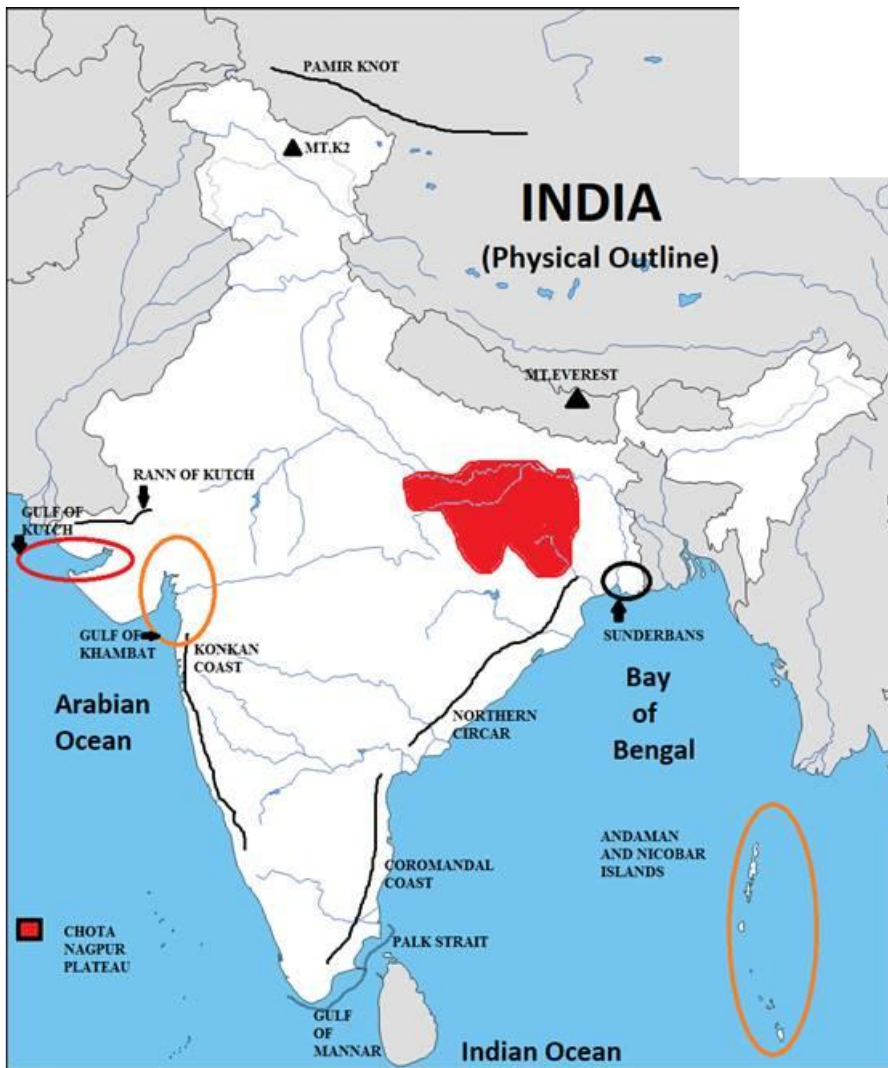 PAMIR KNOT
MT.K2
INDIA
(Physical Outline)
MT.EVEREST
RANN OF KUTCH
GULF OF
KUTCH
SUNDERBANS
GULF OF
KHAMBAT
KONKAN
COAST
Arabian
Ocean
Bay
of
Bengal
NORTHERN
CIRCAR
ANDAMAN
AND NICOBAR
ISLANDS
COROMANDAL
COAST
CHOTA
NAGPUR
PLATEAU
PALK STRAIT
GULF
OF
MANNAR
Indian Ocean